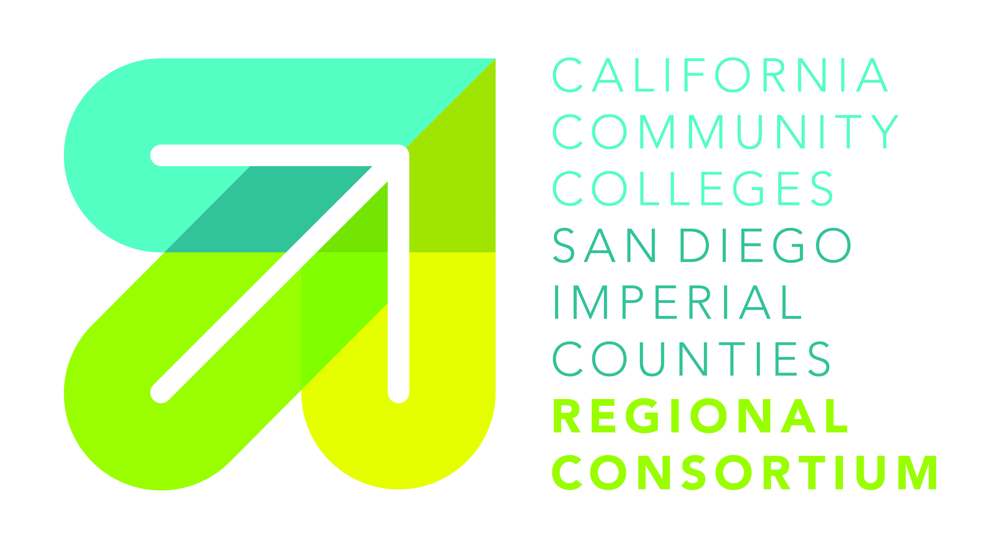 CALIFORNIA
COMMUNITY
COLLEGES
SAN DIEGO
IMPERIAL
COUNTIES
REGIONAL
CONSORTIUM